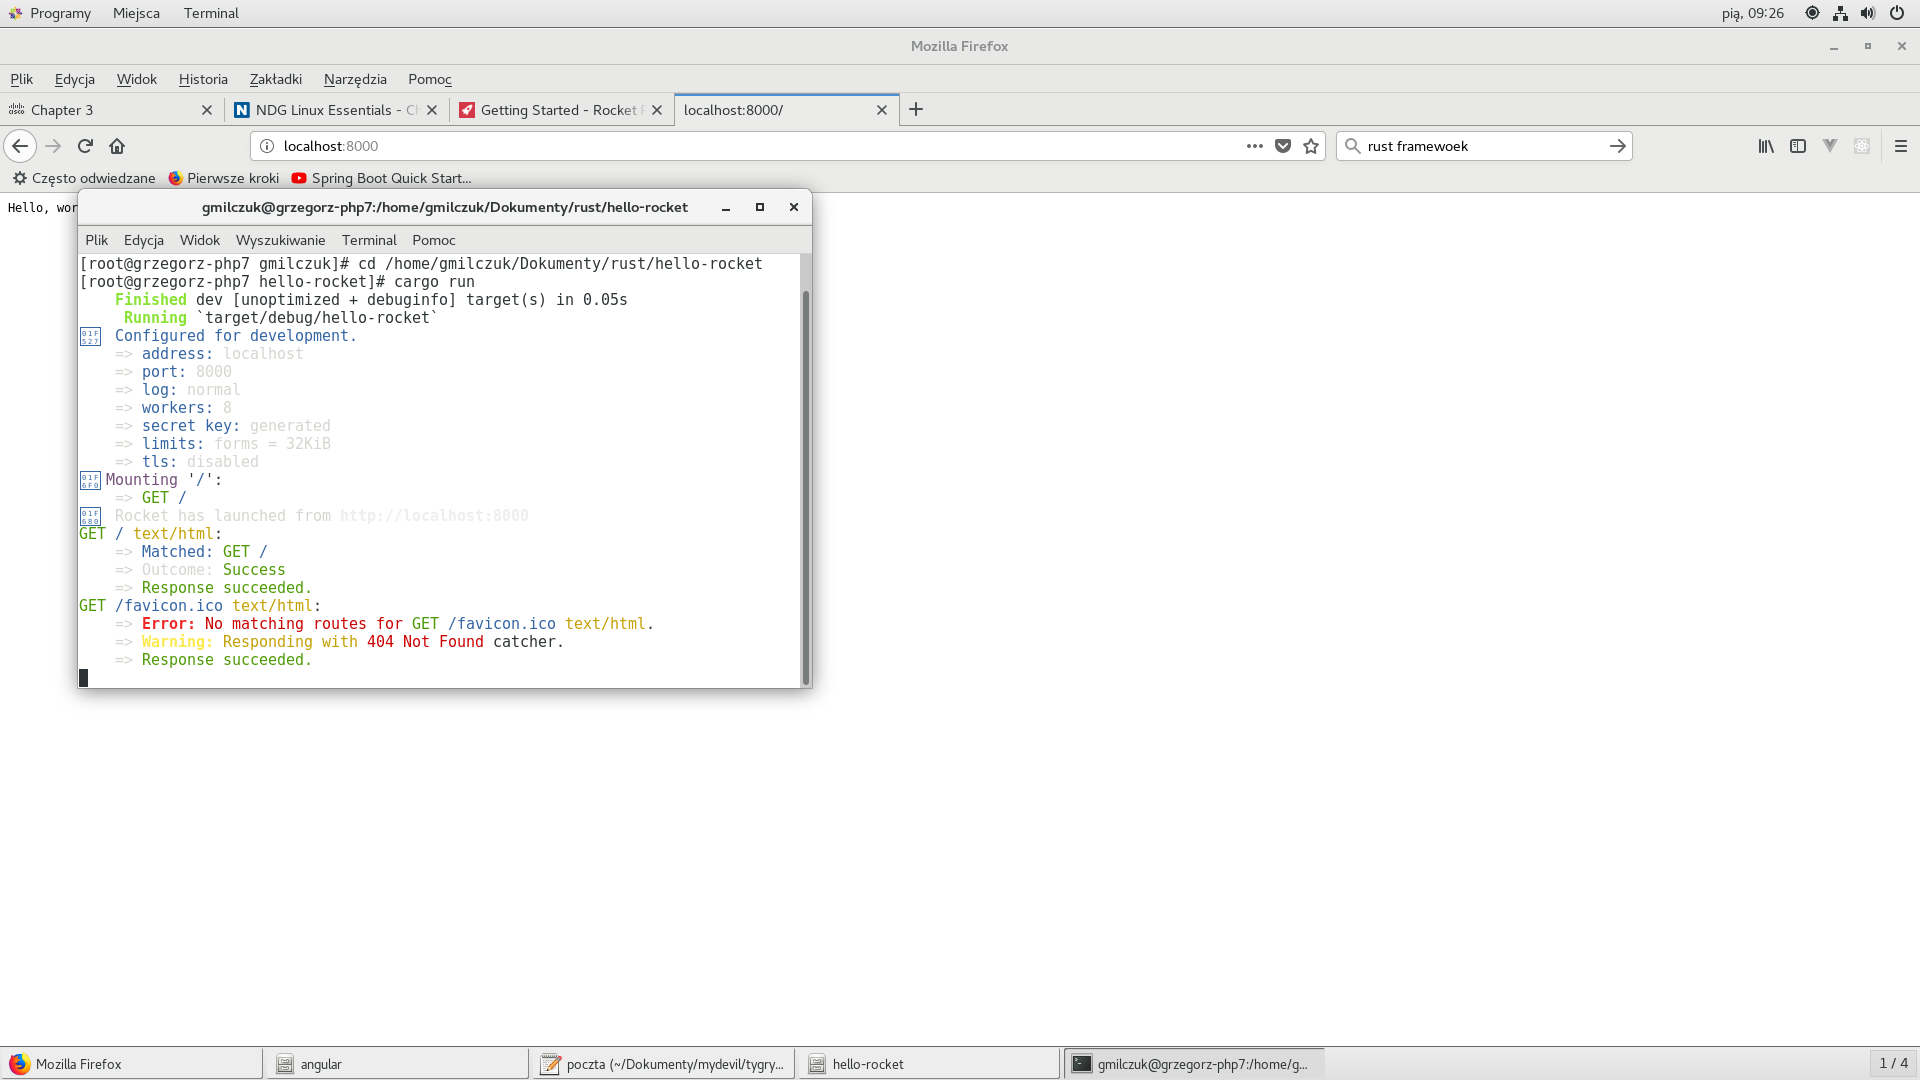 Programy Miejsca Terminal pią, 09:26
Mozilla Firefox
Plik Edycja Widok Historia Zakładki Narzędzia Pomoc
Chapter 3 NDG Linux Essentials - Getting Started - Rocket localhost:8000/
localhost:8000 rust framewoek
Często odwiedzane Pierwsze kroki Spring Boot Quick Start...
Hello,
gmilczuk@grzegorz-php7:/home/gmilczuk/Dokumenty/rust/hello-rocket
Plik Edycja Widok Wyszukiwanie Terminal Pomoc
[root@grzegorz-php7 gmilczuk]# cd /home/gmilczuk/Dokumenty/rust/hello-rocket
[root@grzegorz-php7 hello-rocket]# cargo run
Finished dev [unoptimized + debuginfo] target(s) in 0.05s
Running `target/debug/hello-rocket`
01F527 Configured for development.
=> address: localhost
=> port: 8000
=> log: normal
=> workers: 8
=> secret key: generated
=> limits: forms = 32KiB
=> tls: disabled
01F6F0 Mounting '/':
=> GET /
01F680 Rocket has launched from http://localhost:8000
GET / text/html:
=> Matched: GET /
=> Outcome: Success
=> Response succeeded.
GET /favicon.ico text/html:
=> Error: No matching routes for GET /favicon.ico text/html.
=> Warning: Responding with 404 Not Found catcher.
=> Response succeeded.
Mozilla Firefox angular poczta (~/Dokumenty/mydevil/tygry... hello-rocket gmilczuk@grzegorz-php7:/home/g... 1 / 4